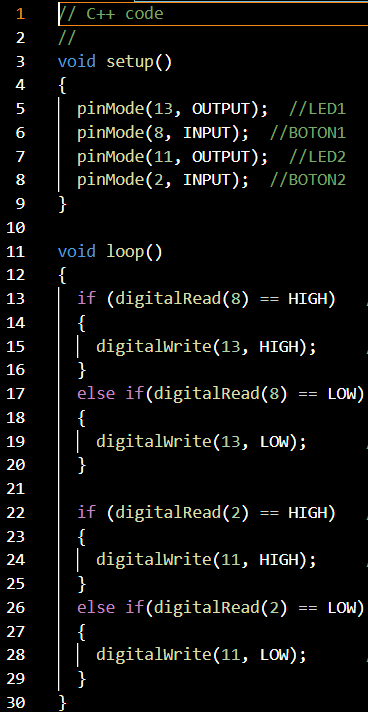 1 // C++ code
2 //
3 void setup()
4 {
5 pinMode(13, OUTPUT); //LED1
6 pinMode(8, INPUT); //BOTON1
7 pinMode(11, OUTPUT); //LED2
8 pinMode(2, INPUT); //BOTON2
9 }
10
11 void loop()
12 {
13 if (digitalRead(8) == HIGH)
14 {
15 digitalWrite(13, HIGH);
16 }
17 else if(digitalRead(8) == LOW)
18 {
19 digitalWrite(13, LOW);
20 }
21
22 if (digitalRead(2) == HIGH)
23 {
24 digitalWrite(11, HIGH);
25 }
26 else if(digitalRead(2) == LOW)
27 {
28 digitalWrite(11, LOW);
29 }
30 }